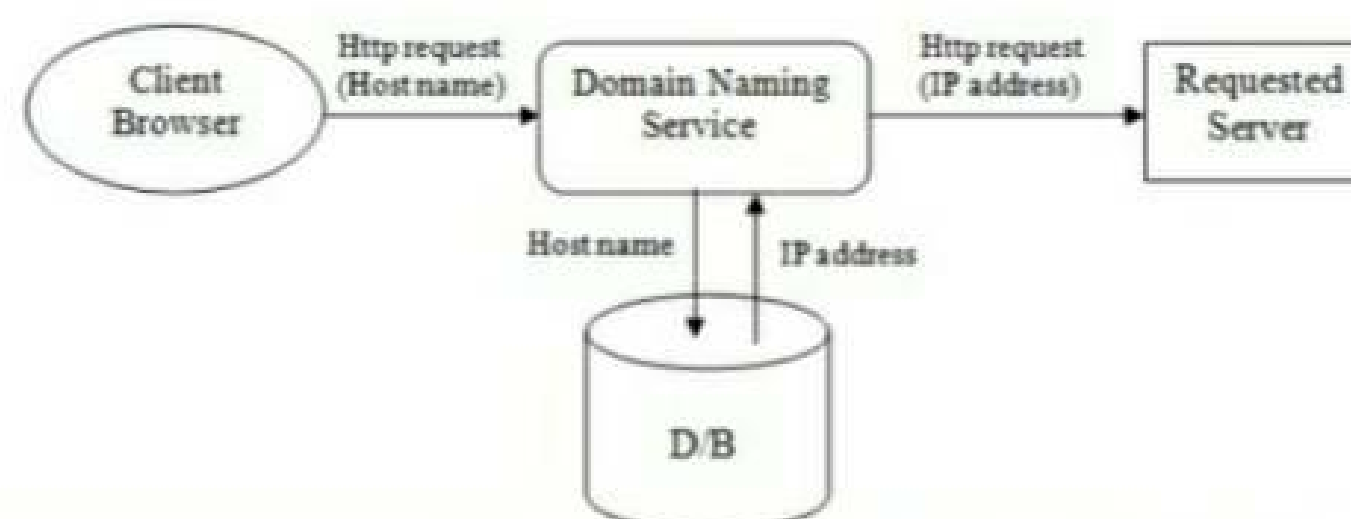 Client
Browser
Http request
(Host name)
Domain Naming
Service
Http request
(IP address)
Requested
Server
Host name
IP address
D/B